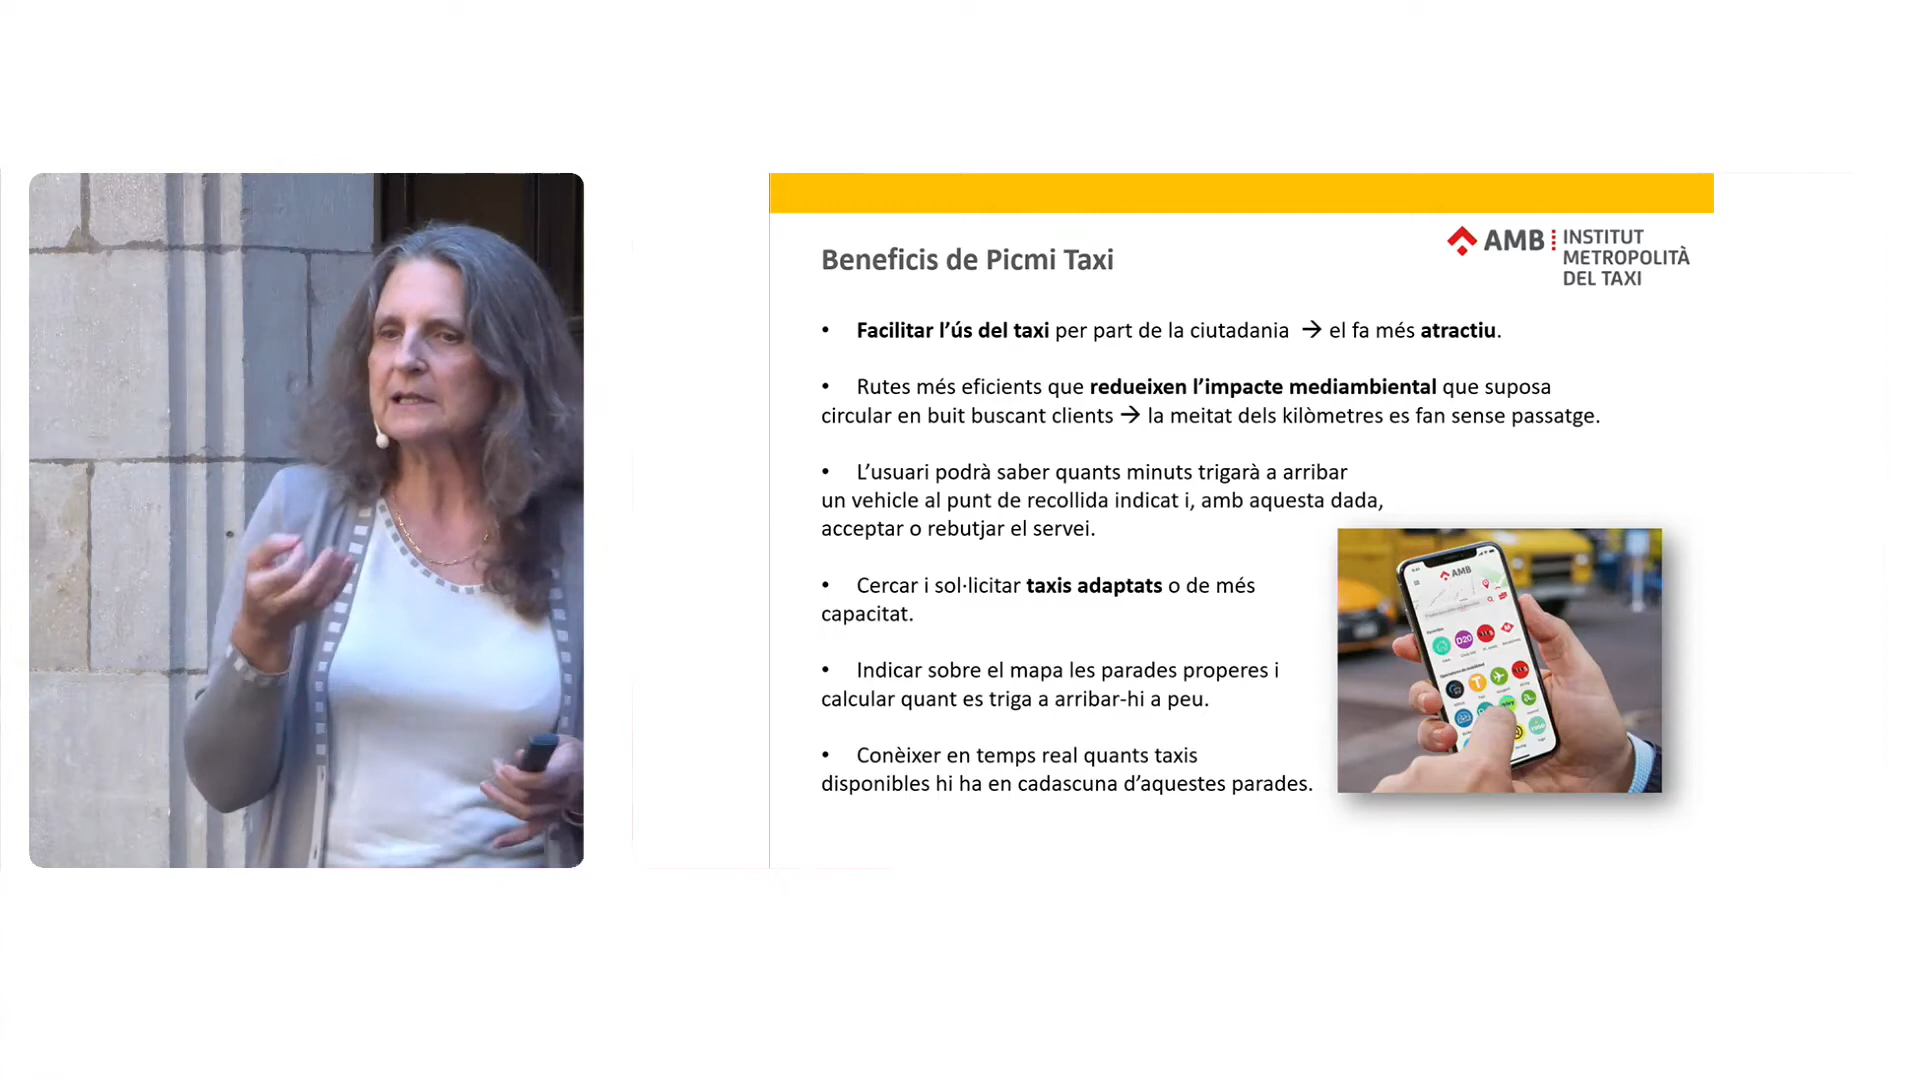 Beneficis de Picmi Taxi
AMB INSTITUT
METROPOLITÀ
DEL TAXI
• Facilitar l’ús del taxi per part de la ciutadania → el fa més atractiu.
• Rutes més eficients que redueixen l’impacte mediambiental que suposa
circular en buit buscant clients → la meitat dels kilòmetres es fan sense passatge.
• L’usuari podrà saber quants minuts trigarà a arribar
un vehicle al punt de recollida indicat i, amb aquesta dada,
acceptar o rebutjar el servei.
• Cercar i sol·licitar taxis adaptats o de més
capacitat.
• Indicar sobre el mapa les parades properes i
calcular quant es triga a arribar-hi a peu.
• Conèixer en temps real quants taxis
disponibles hi ha en cadascuna d’aquestes parades.
AMB
D20